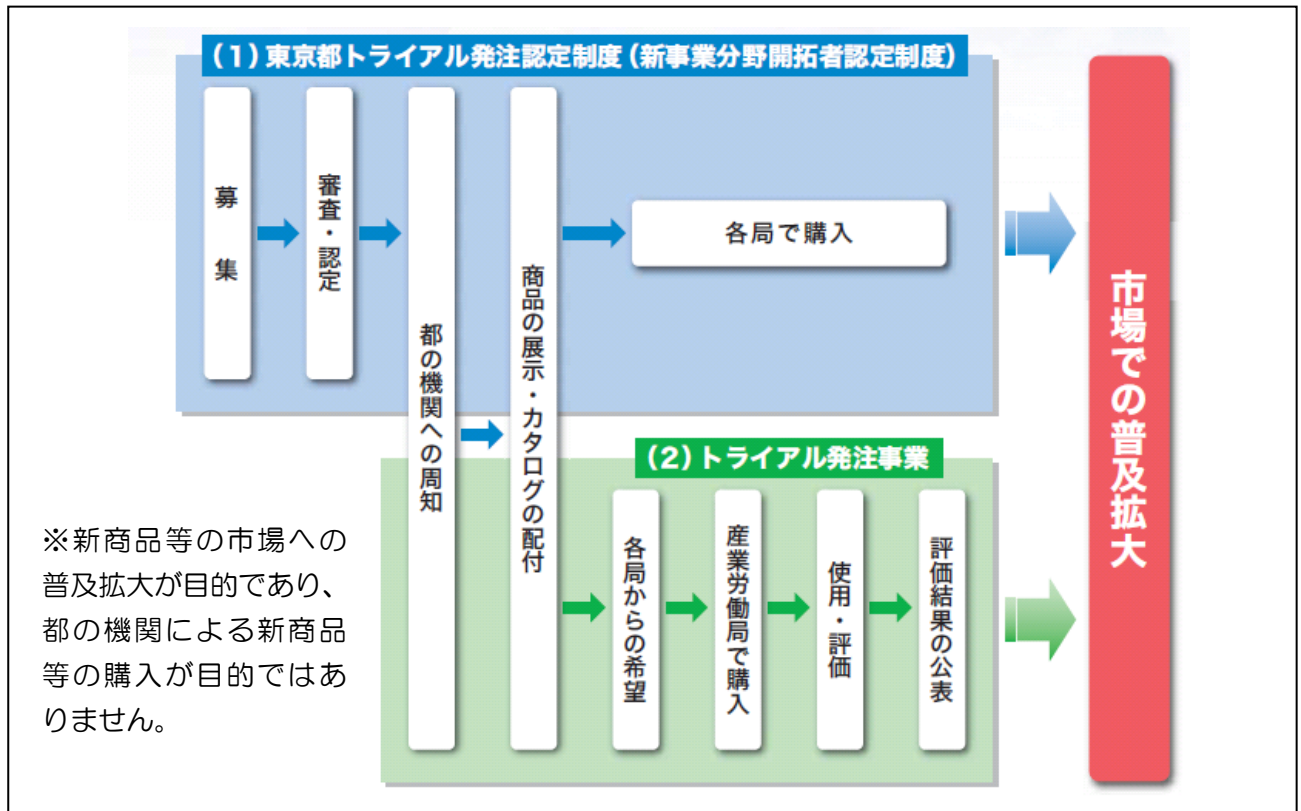 (1)東京都トライアル発注認定制度(新事業分野開拓者認定制度)
募集
審査・認定
都の機関への周知
商品の展示・カタログの配付
各局で購入
(2)トライアル発注事業
各局からの希望
産業労働局で購入
使用・評価
評価結果の公表
市場での普及拡大
※新商品等の市場への
普及拡大が目的であり、
都の機関による新商品
等の購入が目的ではあ
りません。